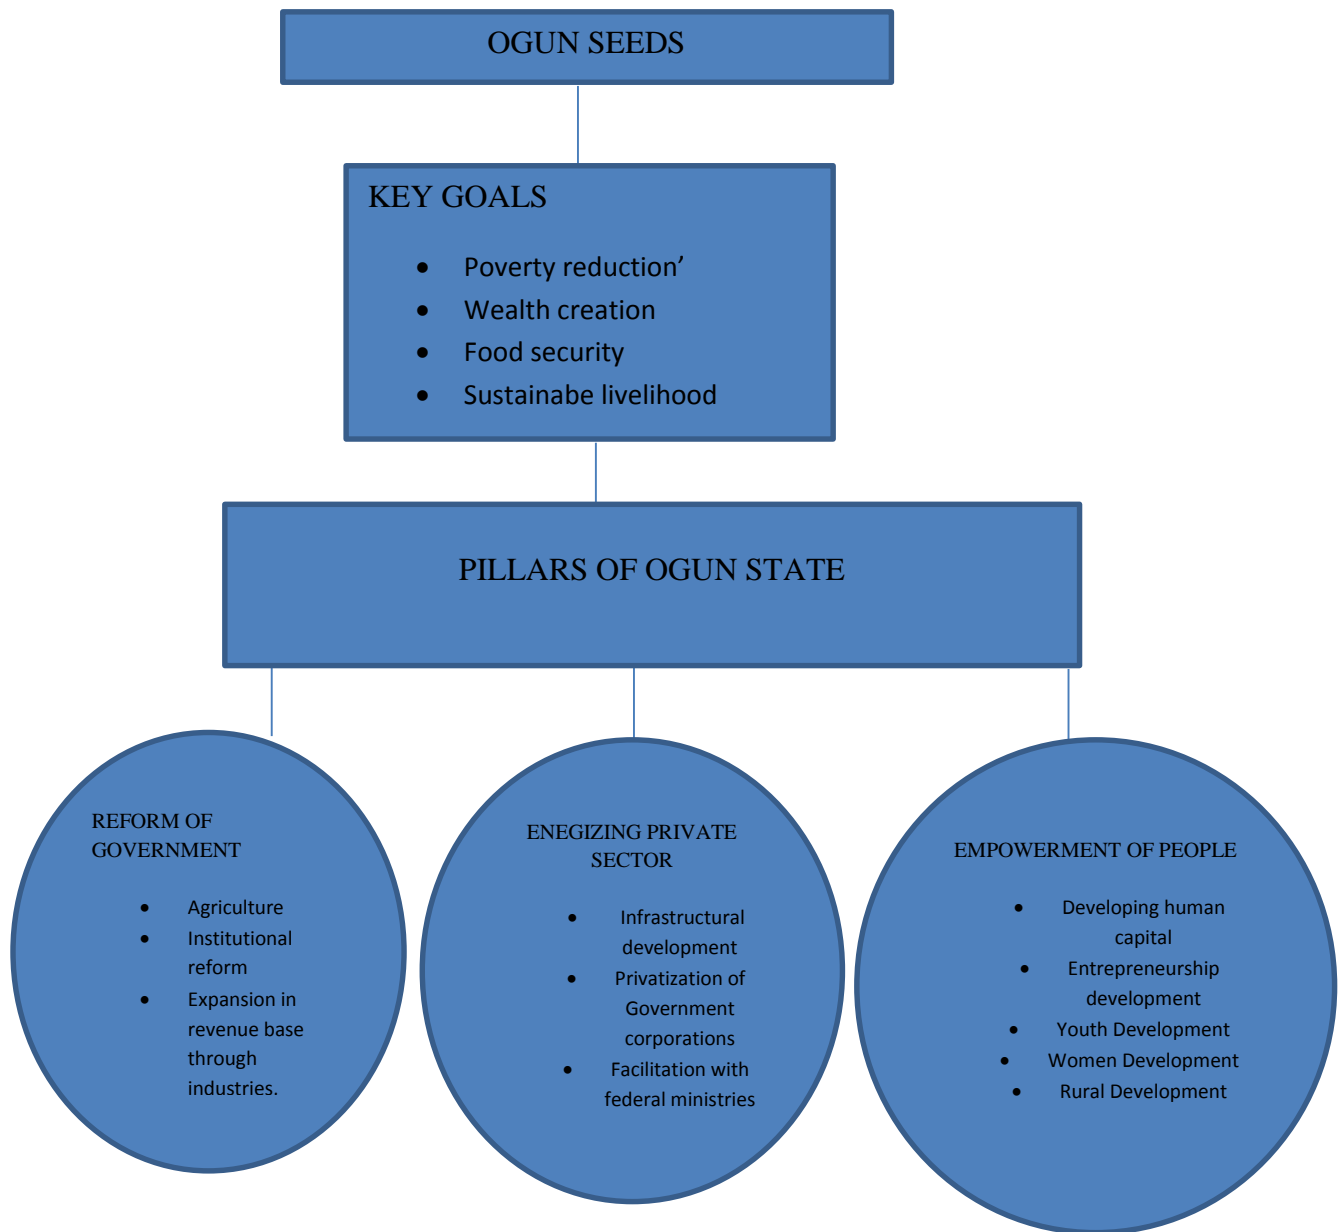 OGUN SEEDS
KEY GOALS
• Poverty reduction’
• Wealth creation
• Food security
• Sustainabe livelihood
PILLARS OF OGUN STATE
REFORM OF
GOVERNMENT
• Agriculture
• Institutional
reform
• Expansion in
revenue base
through
industries.
ENEGIZING PRIVATE
SECTOR
• Infrastructural
development
• Privatization of
Government
corporations
• Facilitation with
federal ministries
EMPOWERMENT OF PEOPLE
• Developing human
capital
• Entrepreneurship
development
• Youth Development
• Women Development
• Rural Development